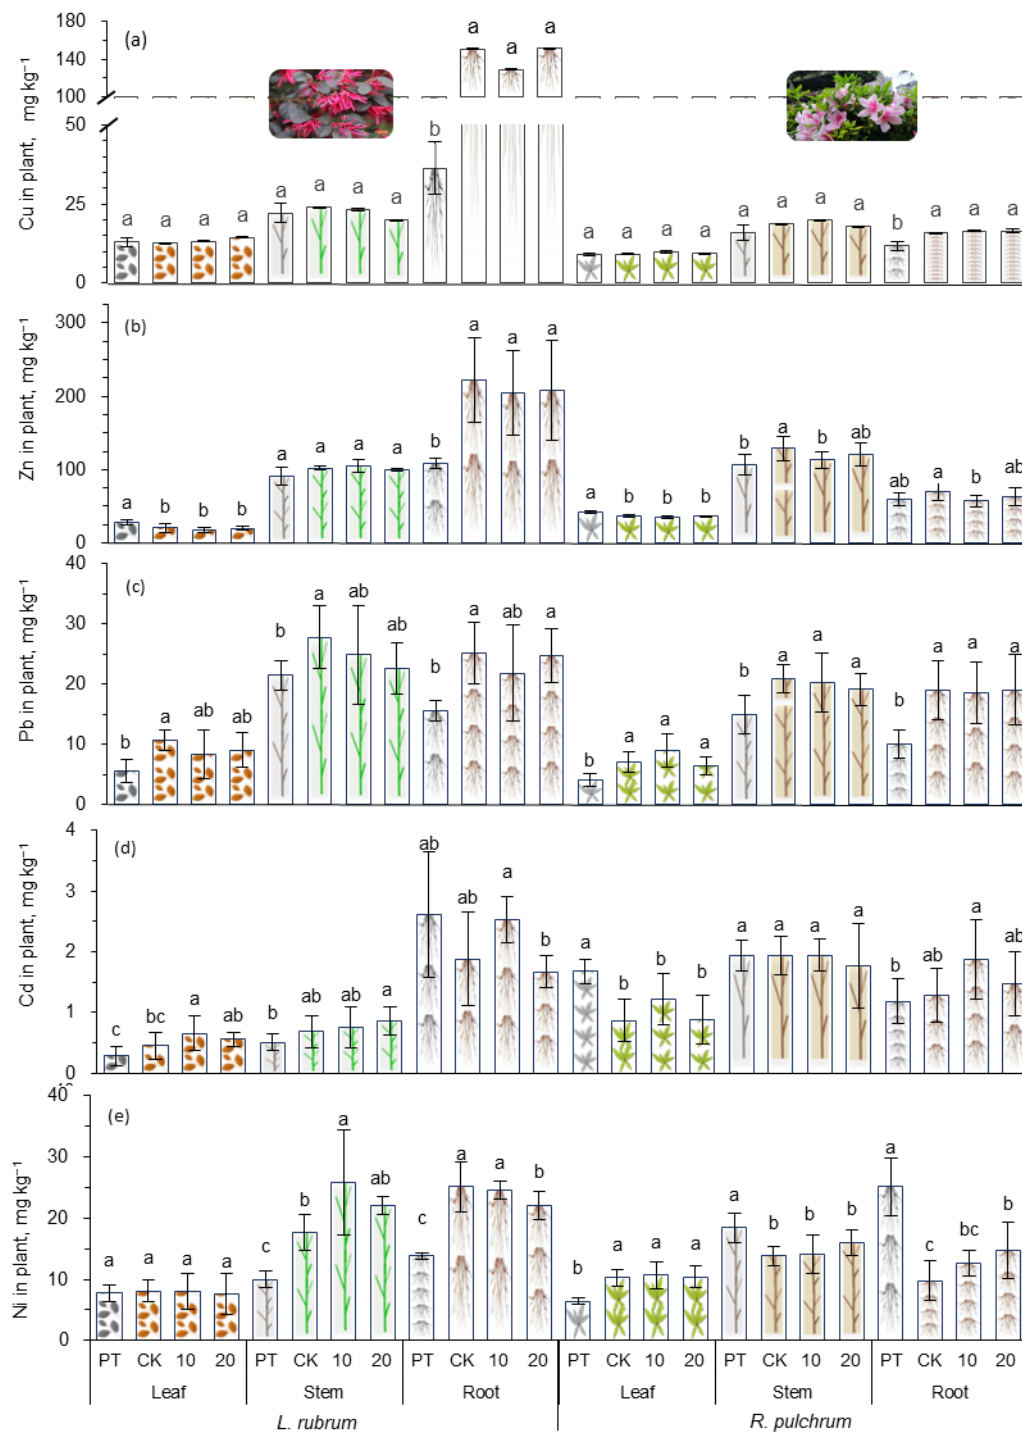 (a)
Cu in plant, mg kg⁻¹
180
140
100
50
25
0
a a a a a a a a b a a a a a a a a a a a b a a a
(b)
Zn in plant, mg kg⁻¹
300
200
100
0
a b b b a a a a b a a a a b b b b a b ab ab a b ab
(c)
Pb in plant, mg kg⁻¹
40
30
20
10
0
b a ab ab b a ab ab b a ab a b a a a b a a a b a a a
(d)
Cd in plant, mg kg⁻¹
4
3
2
1
0
c bc a ab b ab ab a ab ab a b a b b b a a a a b ab a ab
(e)
Ni in plant, mg kg⁻¹
40
30
20
10
0
a a a a c b a ab c a a b b a a a a b b b a c bc b
PT CK 10 20 PT CK 10 20 PT CK 10 20 PT CK 10 20 PT CK 10 20 PT CK 10 20
Leaf Stem Root Leaf Stem Root
L. rubrum R. pulchrum